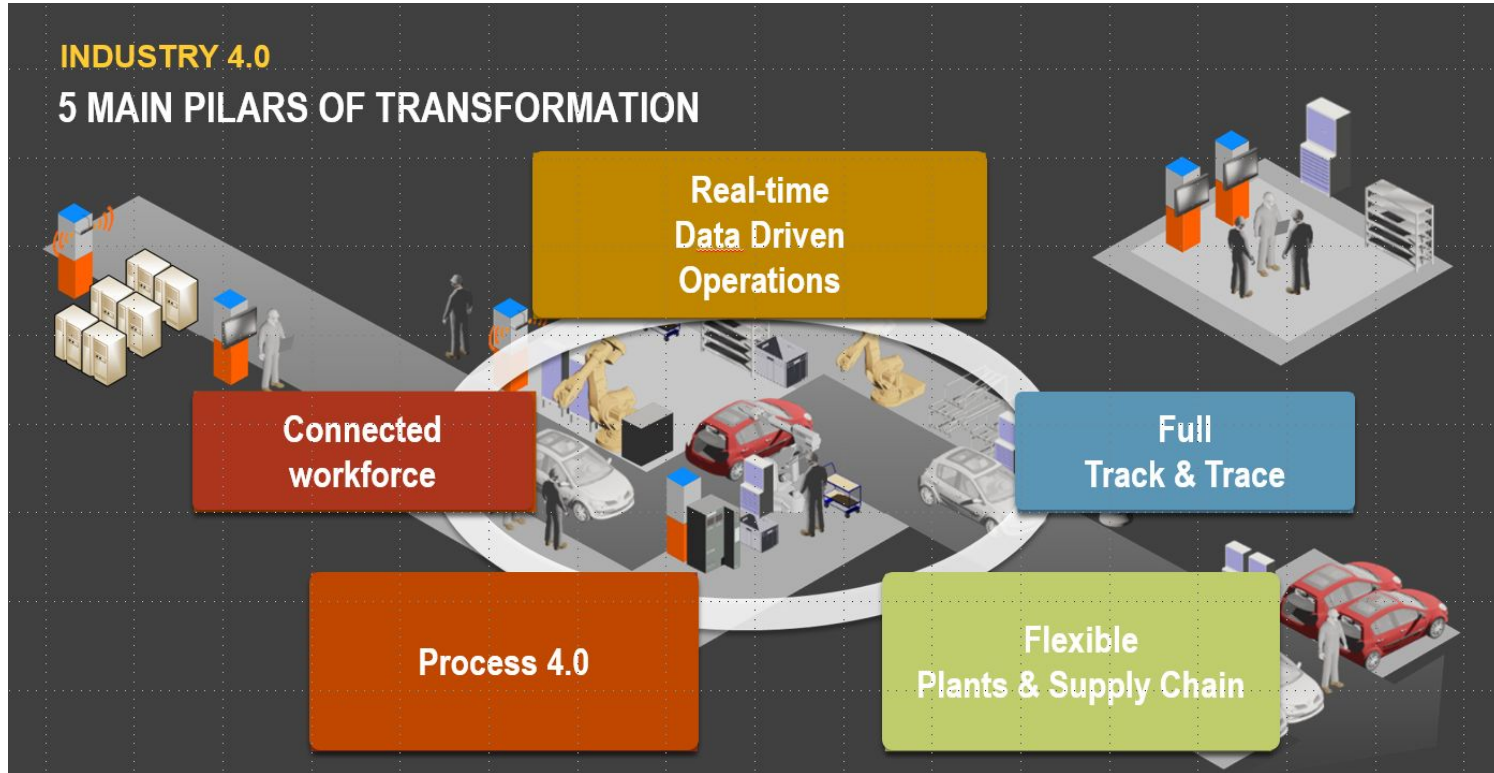 INDUSTRY 4.0
5 MAIN PILARS OF TRANSFORMATION
Real-time
Data Driven
Operations
Connected
workforce
Full
Track & Trace
Process 4.0
Flexible
Plants & Supply Chain